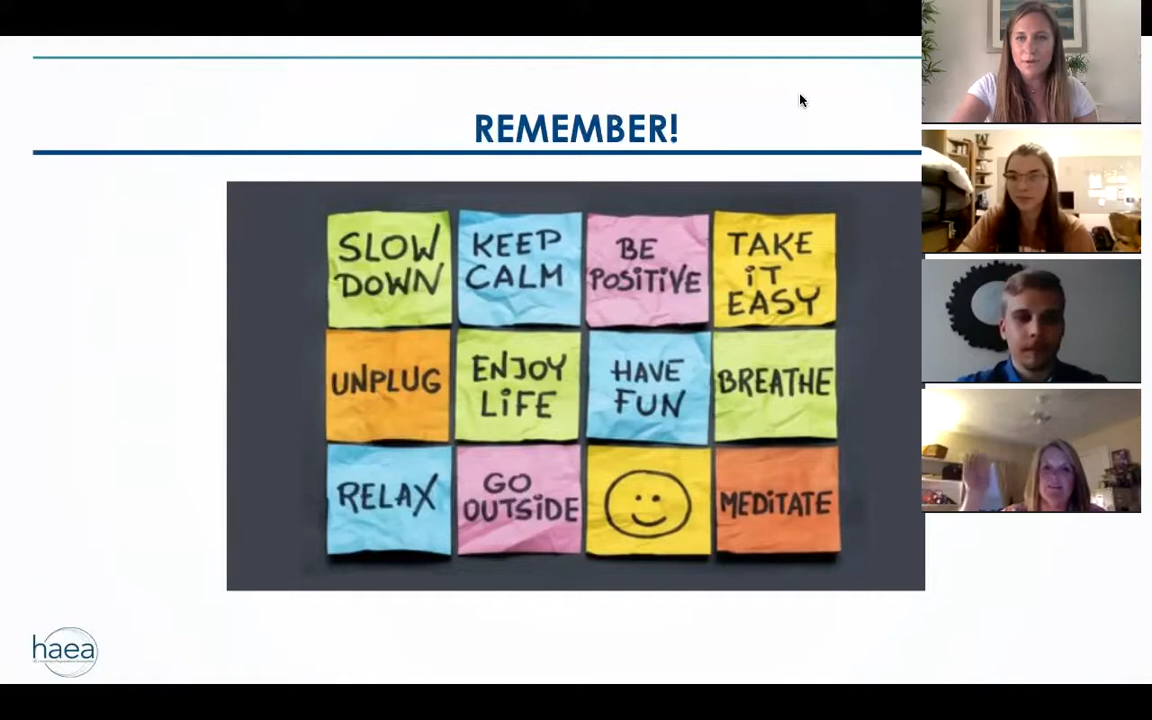 REMEMBER!
SLOW
DOWN
KEEP
CALM
BE
POSiTiVE
TAKE
iT
EASY
UNPLUG
ENJOY
LiFE
HAVE
FUN
BREATHE
RELAX
GO
OUTSiDE
MEDiTATE
haea